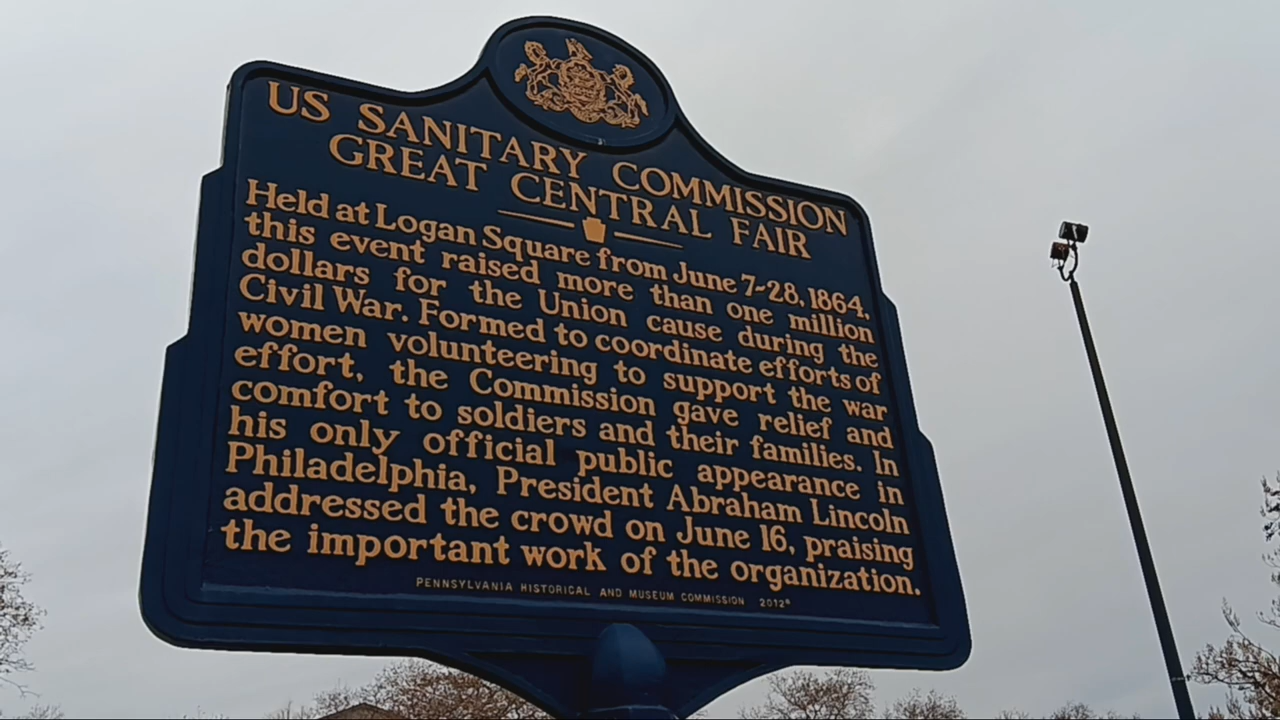 US SANITARY COMMISSION
GREAT CENTRAL FAIR
Held at Logan Square from June 7-28, 1864,
this event raised more than one million
dollars for the Union cause during the
Civil War. Formed to coordinate efforts of
women volunteering to support the war
effort, the Commission gave relief and
comfort to soldiers and their families. In
his only official public appearance in
Philadelphia, President Abraham Lincoln
addressed the crowd on June 16, praising
the important work of the organization.
PENNSYLVANIA HISTORICAL AND MUSEUM COMMISSION 2012